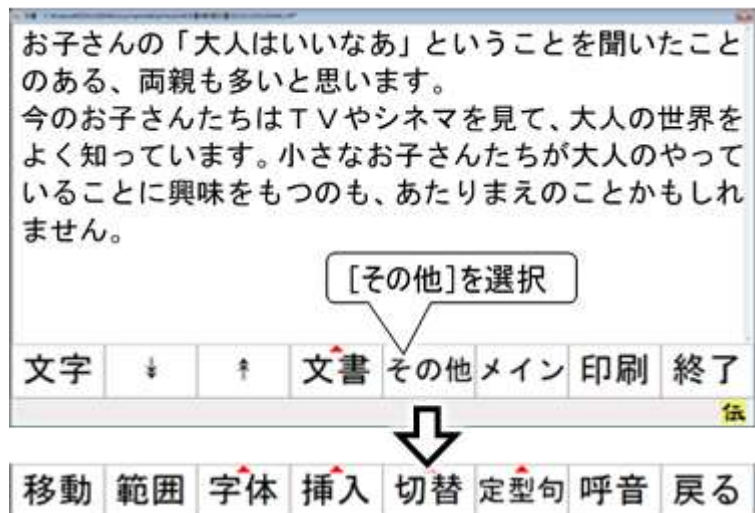 お子さんの「大人はいいなあ」ということを聞いたこと
のある、両親も多いと思います。
今のお子さんたちはＴＶやシネマを見て、大人の世界を
よく知っています。小さなお子さんたちが大人のやって
いることに興味をもつのも、あたりまえのことかもしれ
ません。
[その他]を選択
文字 ↡ ↟ 文書 その他 メイン 印刷 終了
伝
移動 範囲 字体 挿入 切替 定型句 呼音 戻る